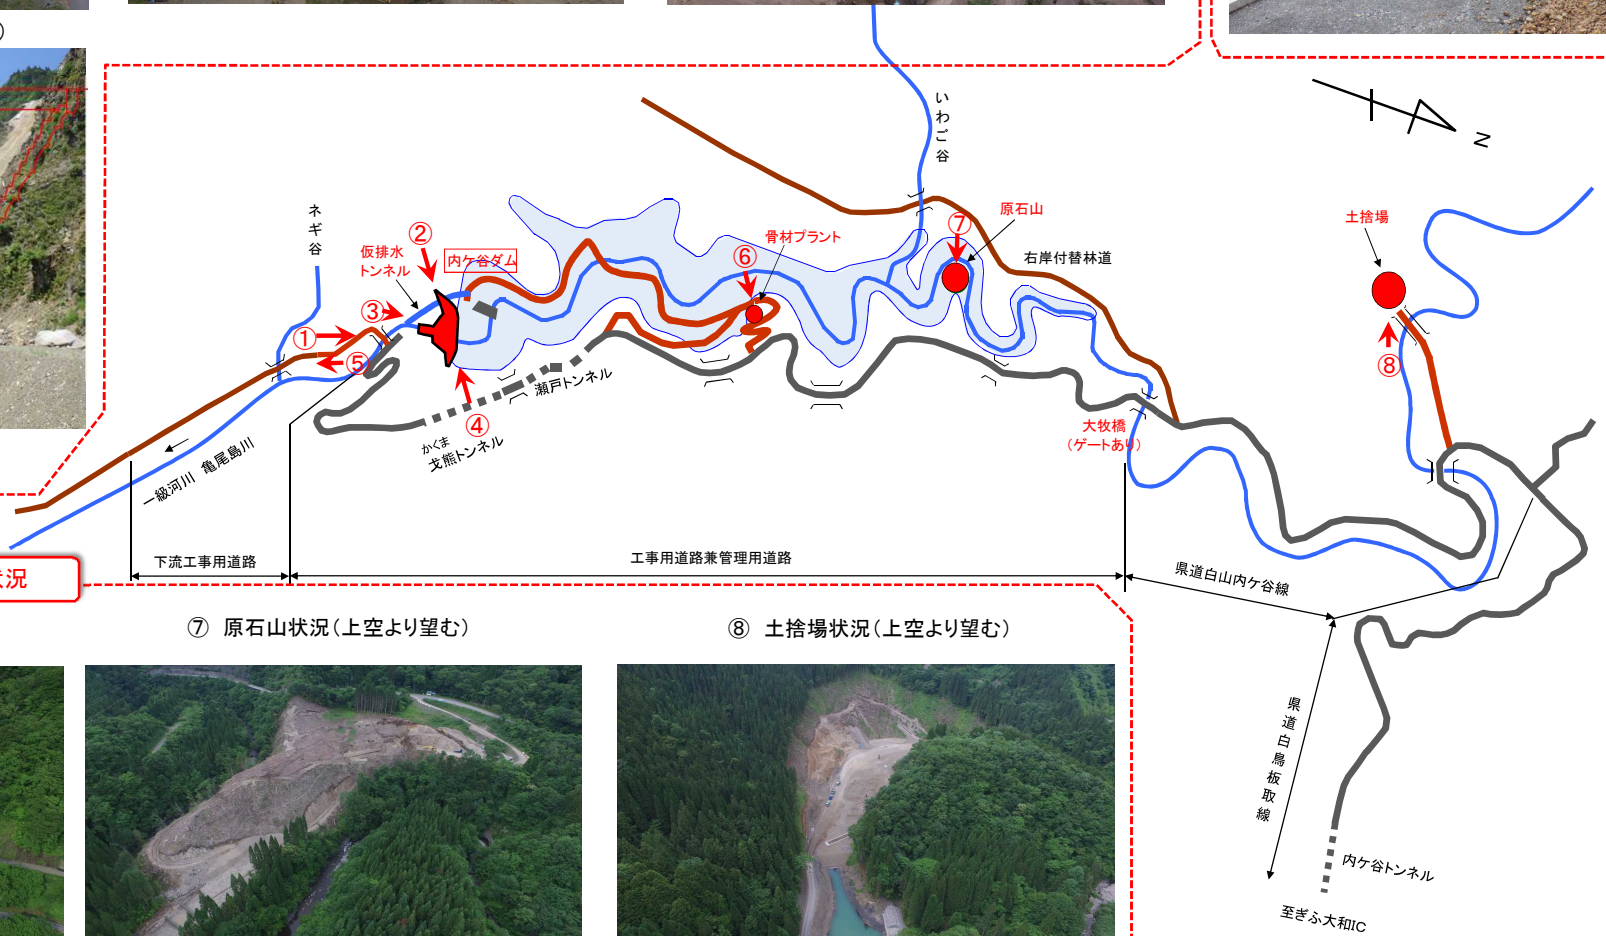 いわご谷
N
ネギ谷
②
仮排水
トンネル
内ケ谷ダム
⑥
骨材プラント
⑦
原石山
右岸付替林道
土捨場
③
①
⑤
⑧
瀬戸トンネル
④
かくま
戈熊トンネル
大牧橋
(ゲートあり)
一級河川 亀尾島川
下流工事用道路
工事用道路兼管理用道路
県道白山内ケ谷線
況
⑦ 原石山状況(上空より望む)
⑧ 土捨場状況(上空より望む)
県道白鳥板取線
内ケ谷トンネル
至ぎふ大和IC